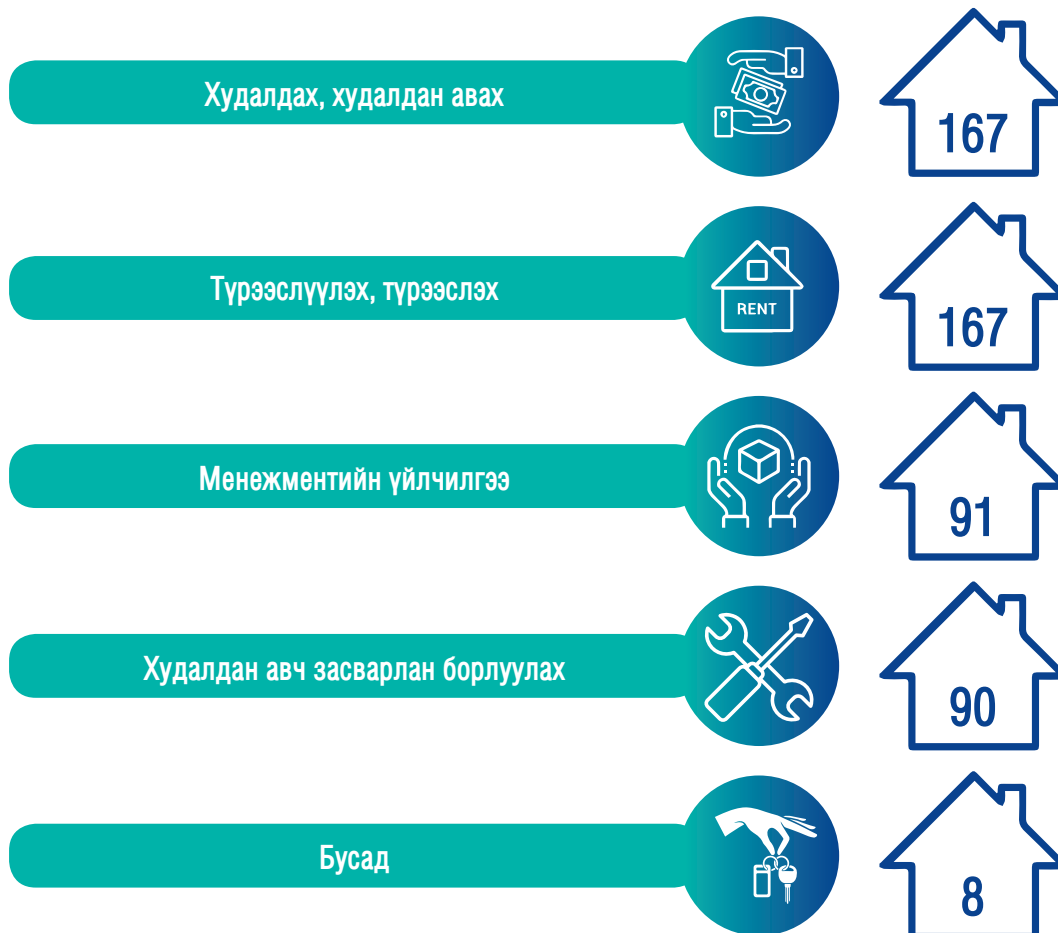 Худалдах, худалдан авах
167
Түрээслүүлэх, түрээслэх
RENT
167
Менежментийн үйлчилгээ
91
Худалдан авч засварлан борлуулах
90
Бусад
8